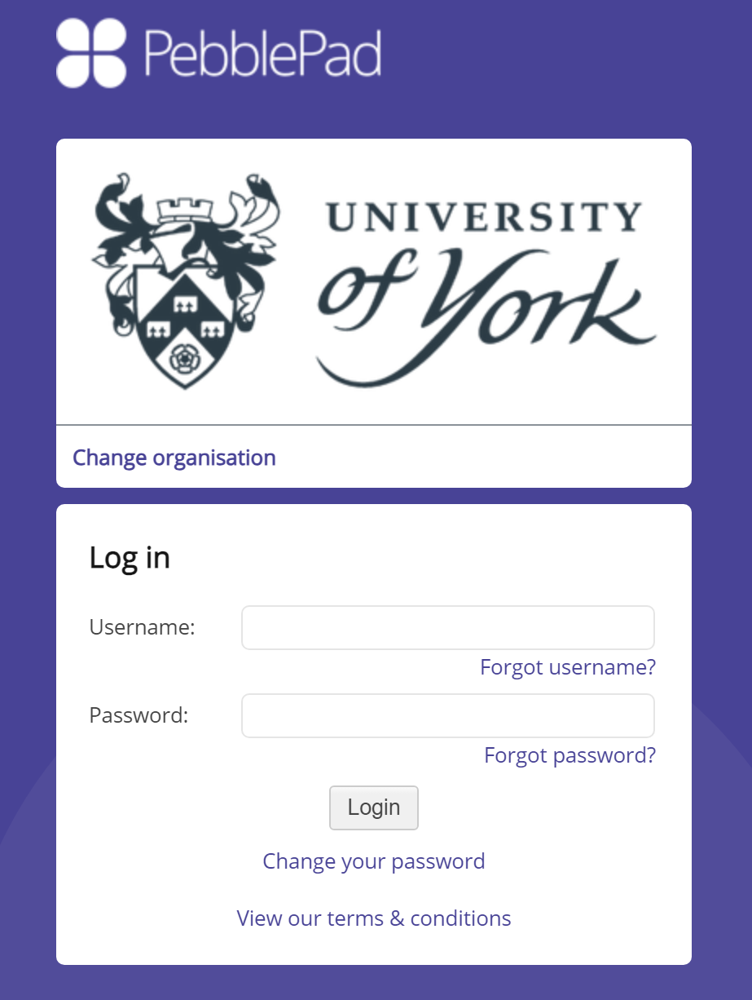 PebblePad
UNIVERSITY
of York
Change organisation
Log in
Username:
Forgot username?
Password:
Forgot password?
Login
Change your password
View our terms & conditions